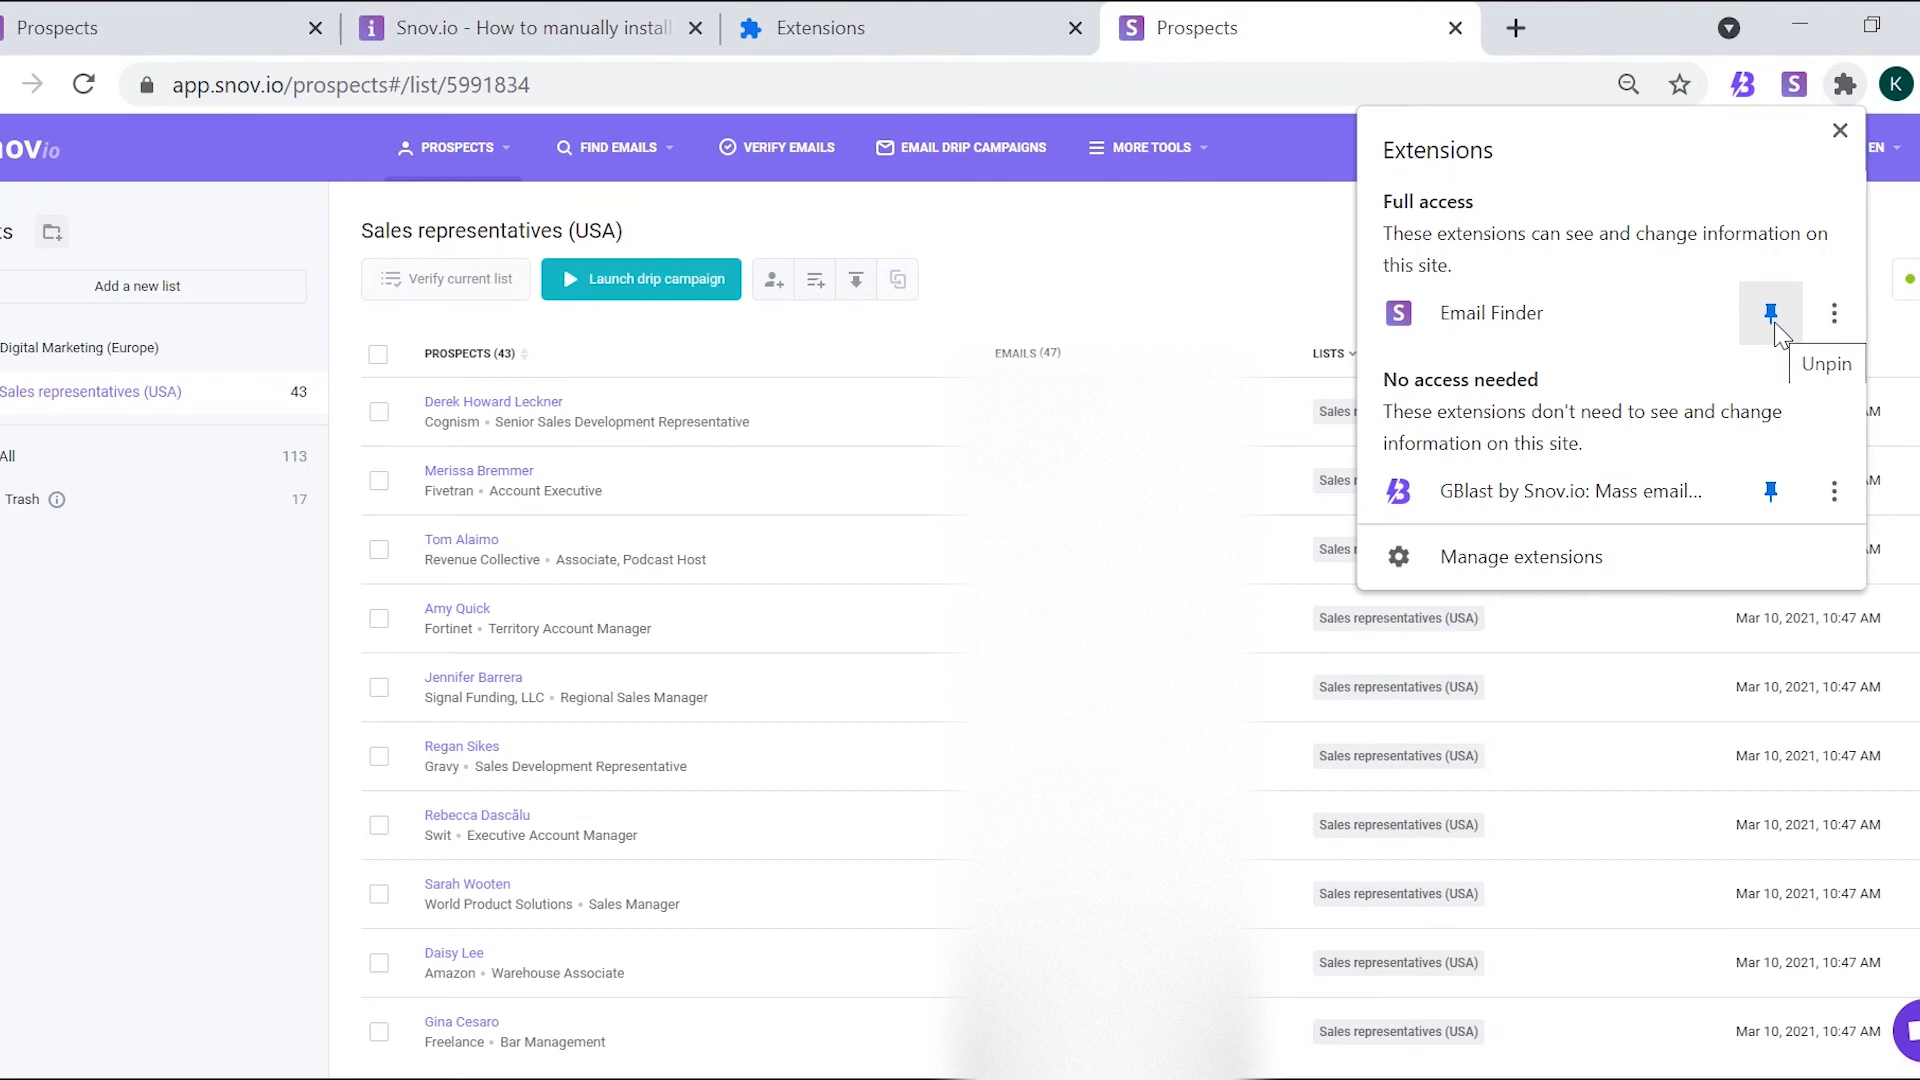 Prospects
Snov.io - How to manually instal
Extensions
Prospects
app.snov.io/prospects#/list/5991834
K
novio
PROSPECTS
FIND EMAILS
VERIFY EMAILS
EMAIL DRIP CAMPAIGNS
MORE TOOLS
EN
Extensions
Full access
These extensions can see and change information on
this site.
Email Finder
Unpin
No access needed
These extensions don't need to see and change
information on this site.
GBlast by Snov.io: Mass email...
Manage extensions
ts
Add a new list
Digital Marketing (Europe)
Sales representatives (USA) 43
All 113
Trash 17
Sales representatives (USA)
Verify current list
Launch drip campaign
PROSPECTS (43) EMAILS (47) LISTS
Derek Howard Leckner
Cognism • Senior Sales Development Representative
Sales r
AM
Merissa Bremmer
Fivetran • Account Executive
Sales r
AM
Tom Alaimo
Revenue Collective • Associate, Podcast Host
Sales r
AM
Amy Quick
Fortinet • Territory Account Manager
Sales representatives (USA) Mar 10, 2021, 10:47 AM
Jennifer Barrera
Signal Funding, LLC • Regional Sales Manager
Sales representatives (USA) Mar 10, 2021, 10:47 AM
Regan Sikes
Gravy • Sales Development Representative
Sales representatives (USA) Mar 10, 2021, 10:47 AM
Rebecca Dascălu
Swit • Executive Account Manager
Sales representatives (USA) Mar 10, 2021, 10:47 AM
Sarah Wooten
World Product Solutions • Sales Manager
Sales representatives (USA) Mar 10, 2021, 10:47 AM
Daisy Lee
Amazon • Warehouse Associate
Sales representatives (USA) Mar 10, 2021, 10:47 AM
Gina Cesaro
Freelance • Bar Management
Sales representatives (USA) Mar 10, 2021, 10:47 AM